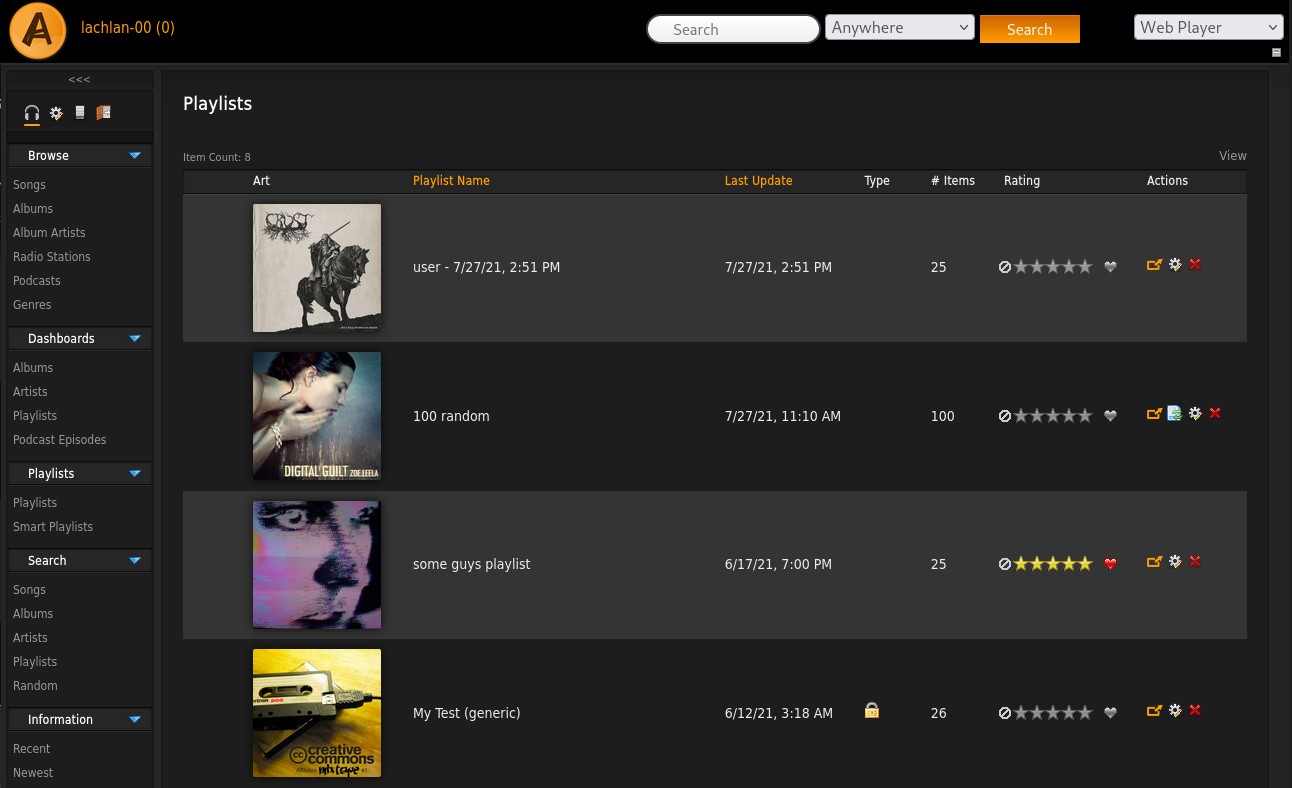 lachlan-00 (0)
Search
Anywhere
Search
Web Player
<<<
Browse
Songs
Albums
Album Artists
Radio Stations
Podcasts
Genres
Dashboards
Albums
Artists
Playlists
Podcast Episodes
Playlists
Playlists
Smart Playlists
Search
Songs
Albums
Artists
Playlists
Random
Information
Recent
Newest
Playlists
Item Count: 8
View
Art Playlist Name Last Update Type # Items Rating Actions
CRUST
user - 7/27/21, 2:51 PM 7/27/21, 2:51 PM 25
DIGITAL GUILT ZOE.LEELA
100 random 7/27/21, 11:10 AM 100
some guys playlist 6/17/21, 7:00 PM 25
My Test (generic) 6/12/21, 3:18 AM 26
cc creative
commons
mixtape #1